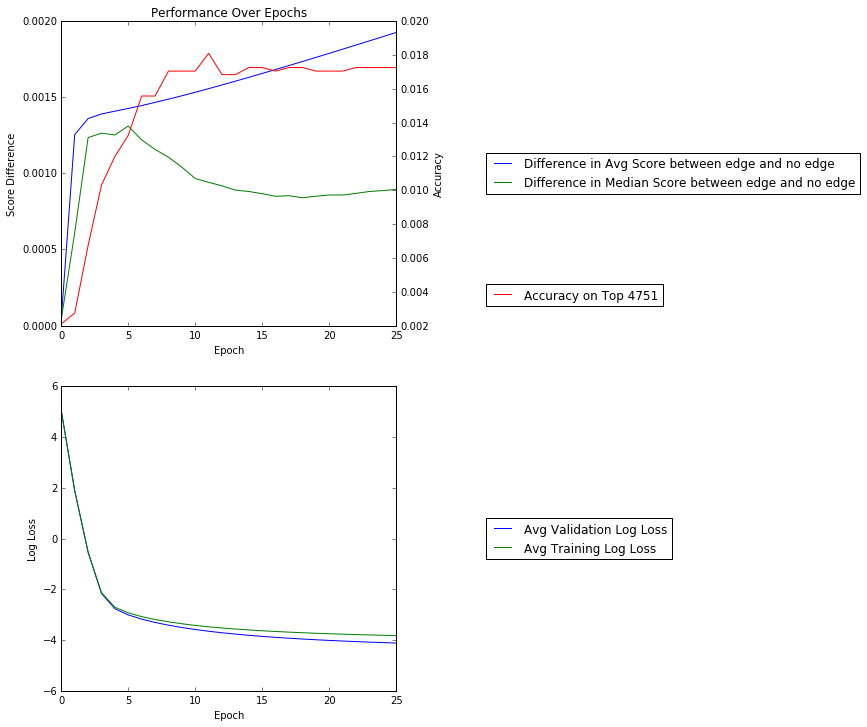 Performance Over Epochs
0.0020
0.0015
0.0010
0.0005
0.0000
Score Difference
0.020
0.018
0.016
0.014
0.012
0.010
0.008
0.006
0.004
0.002
Accuracy
0 5 10 15 20 25
Epoch
Difference in Avg Score between edge and no edge
Difference in Median Score between edge and no edge
Accuracy on Top 4751
6
4
2
0
−2
−4
−6
Log Loss
0 5 10 15 20 25
Epoch
Avg Validation Log Loss
Avg Training Log Loss